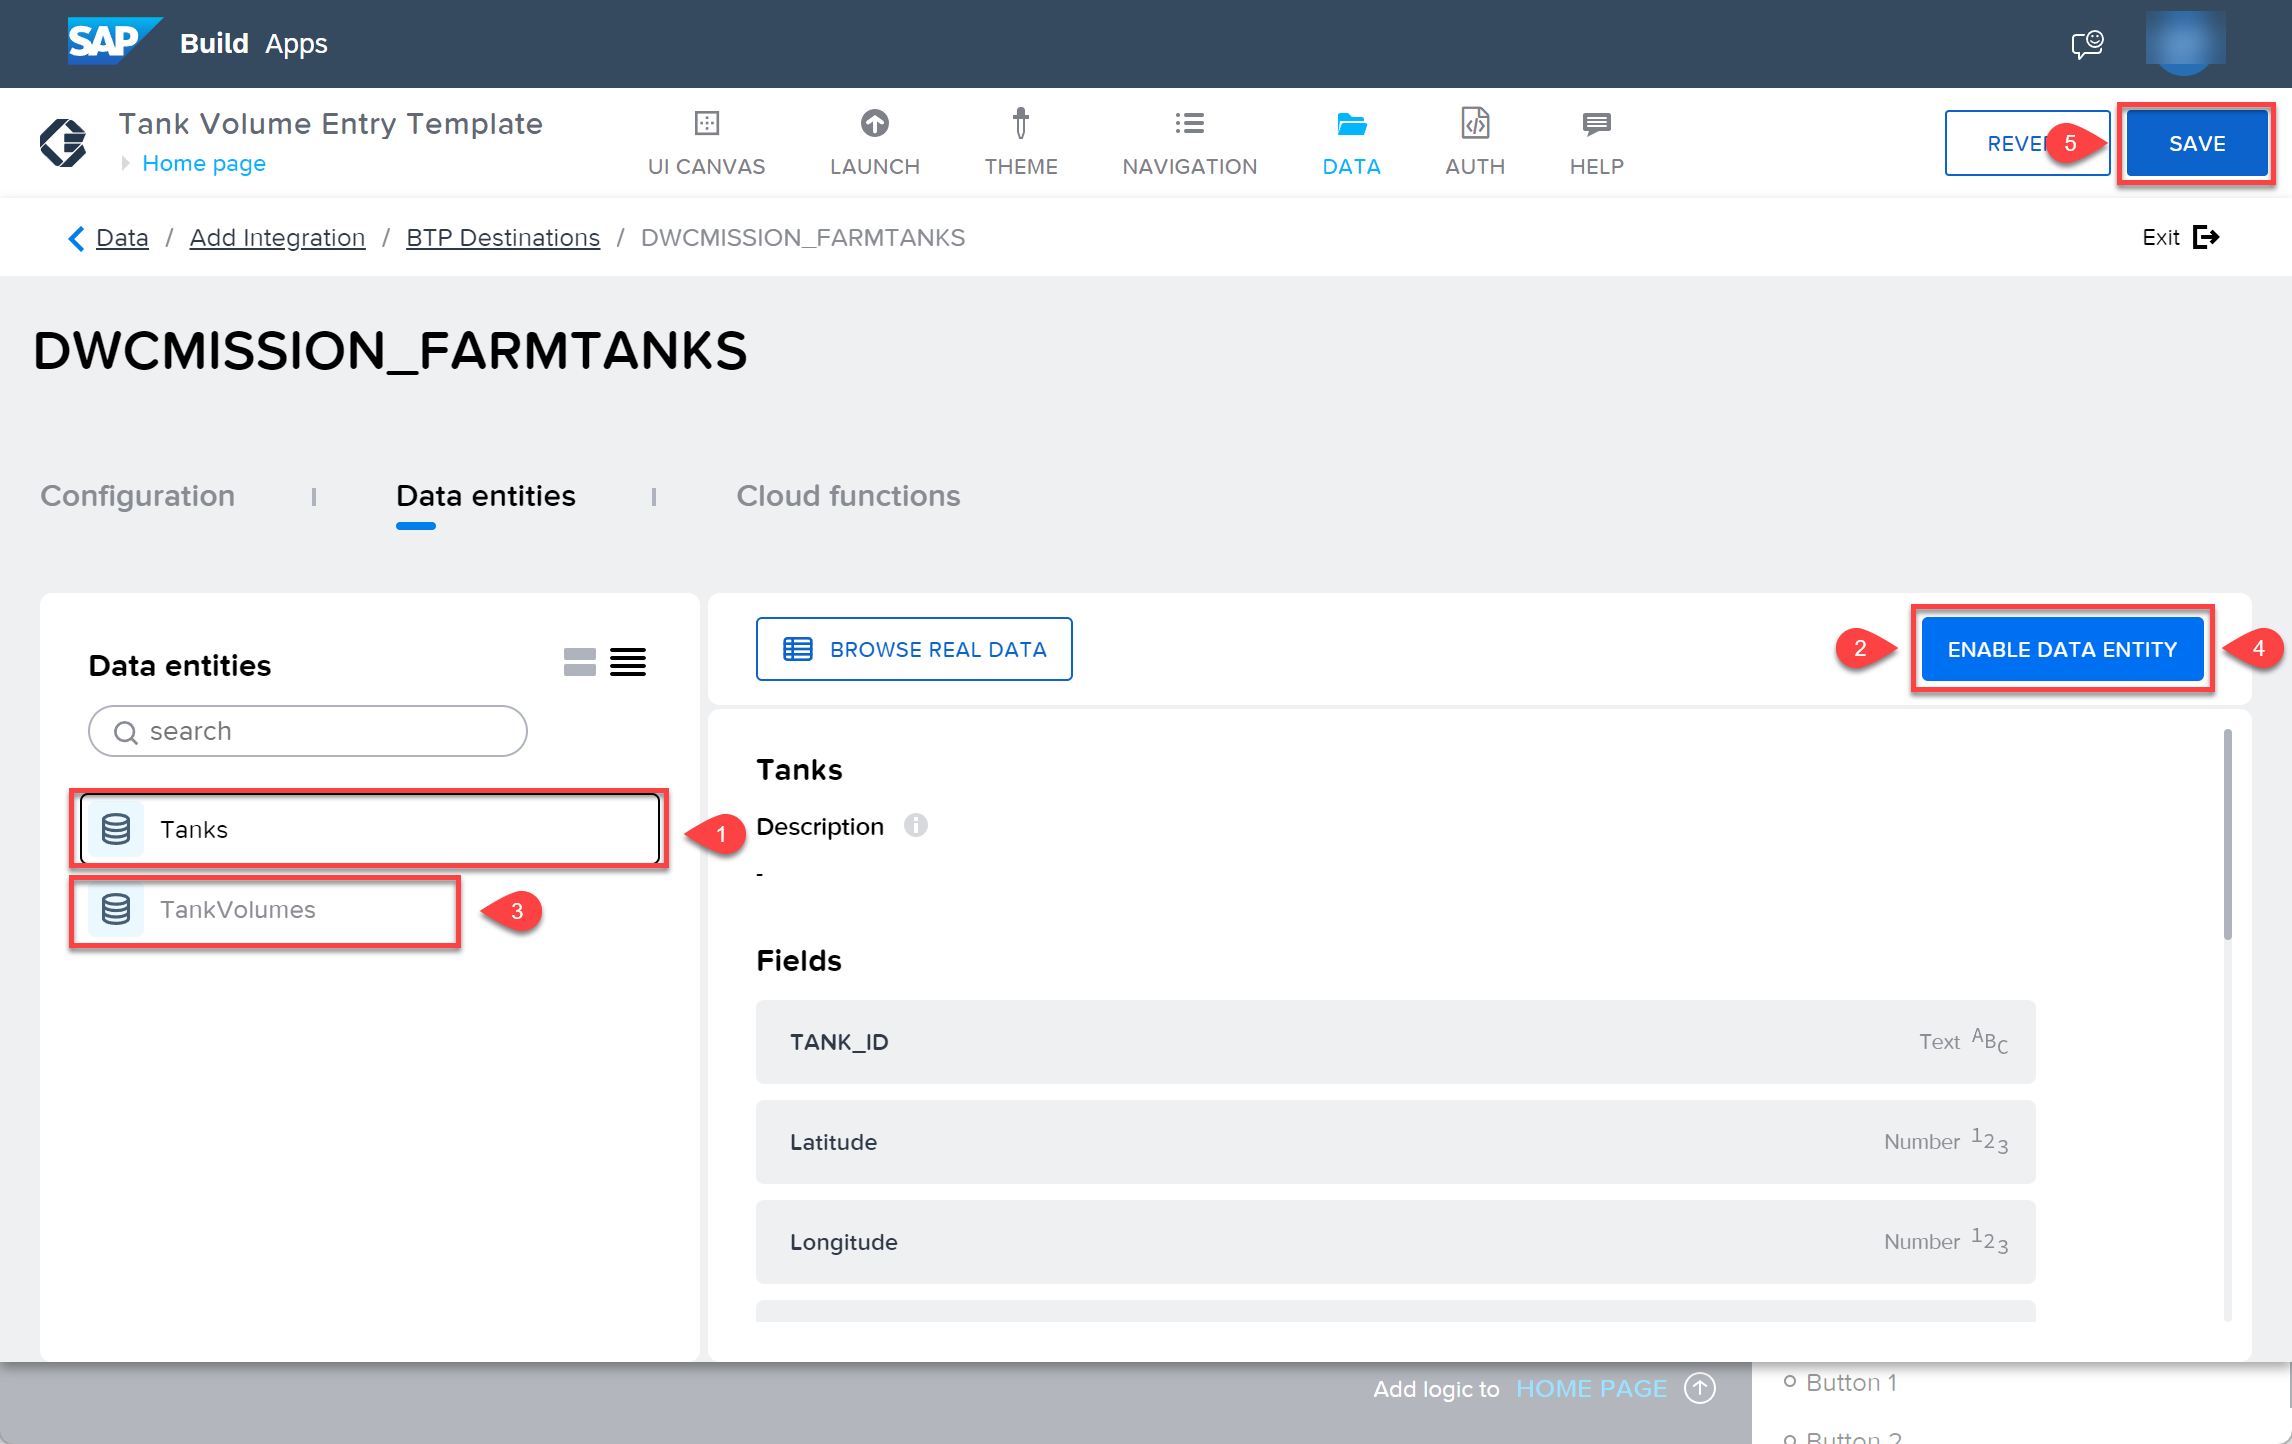 SAP Build Apps
Tank Volume Entry Template
Home page
UI CANVAS
LAUNCH
THEME
NAVIGATION
DATA
AUTH
HELP
5
SAVE
Data / Add Integration / BTP Destinations / DWCMISSION_FARMTANKS
Exit
DWCMISSION_FARMTANKS
Configuration
Data entities
Cloud functions
Data entities
search
Tanks
1
TankVolumes
3
BROWSE REAL DATA
2
ENABLE DATA ENTITY
4
Tanks
Description
-
Fields
TANK_ID
Text ABC
Latitude
Number 123
Longitude
Number 123
Add logic to HOME PAGE
Button 1
Button 2